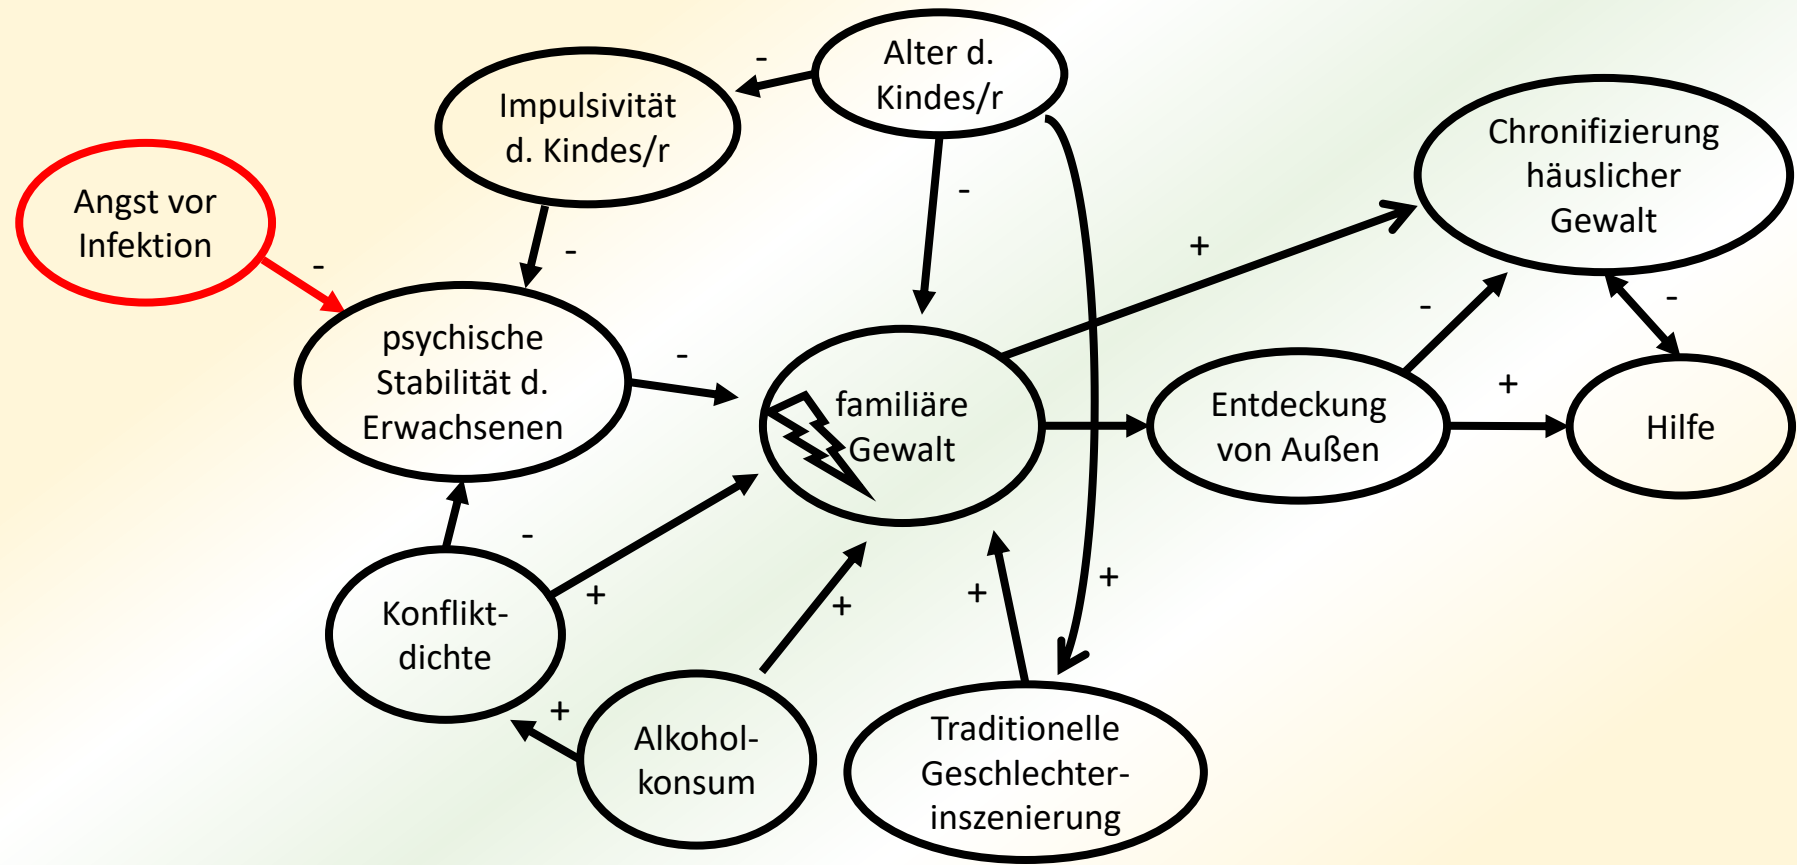 Alter d.
Kindes/r
-
Impulsivität
d. Kindes/r
Chronifizierung
häuslicher
Gewalt
Angst vor
Infektion
-
-
-
+
-
-
psychische
Stabilität d.
Erwachsenen
-
familiäre
Gewalt
Entdeckung
von Außen
+
Hilfe
-
+
Konflikt-
dichte
+
+
+
+
Alkohol-
konsum
Traditionelle
Geschlechter-
inszenierung